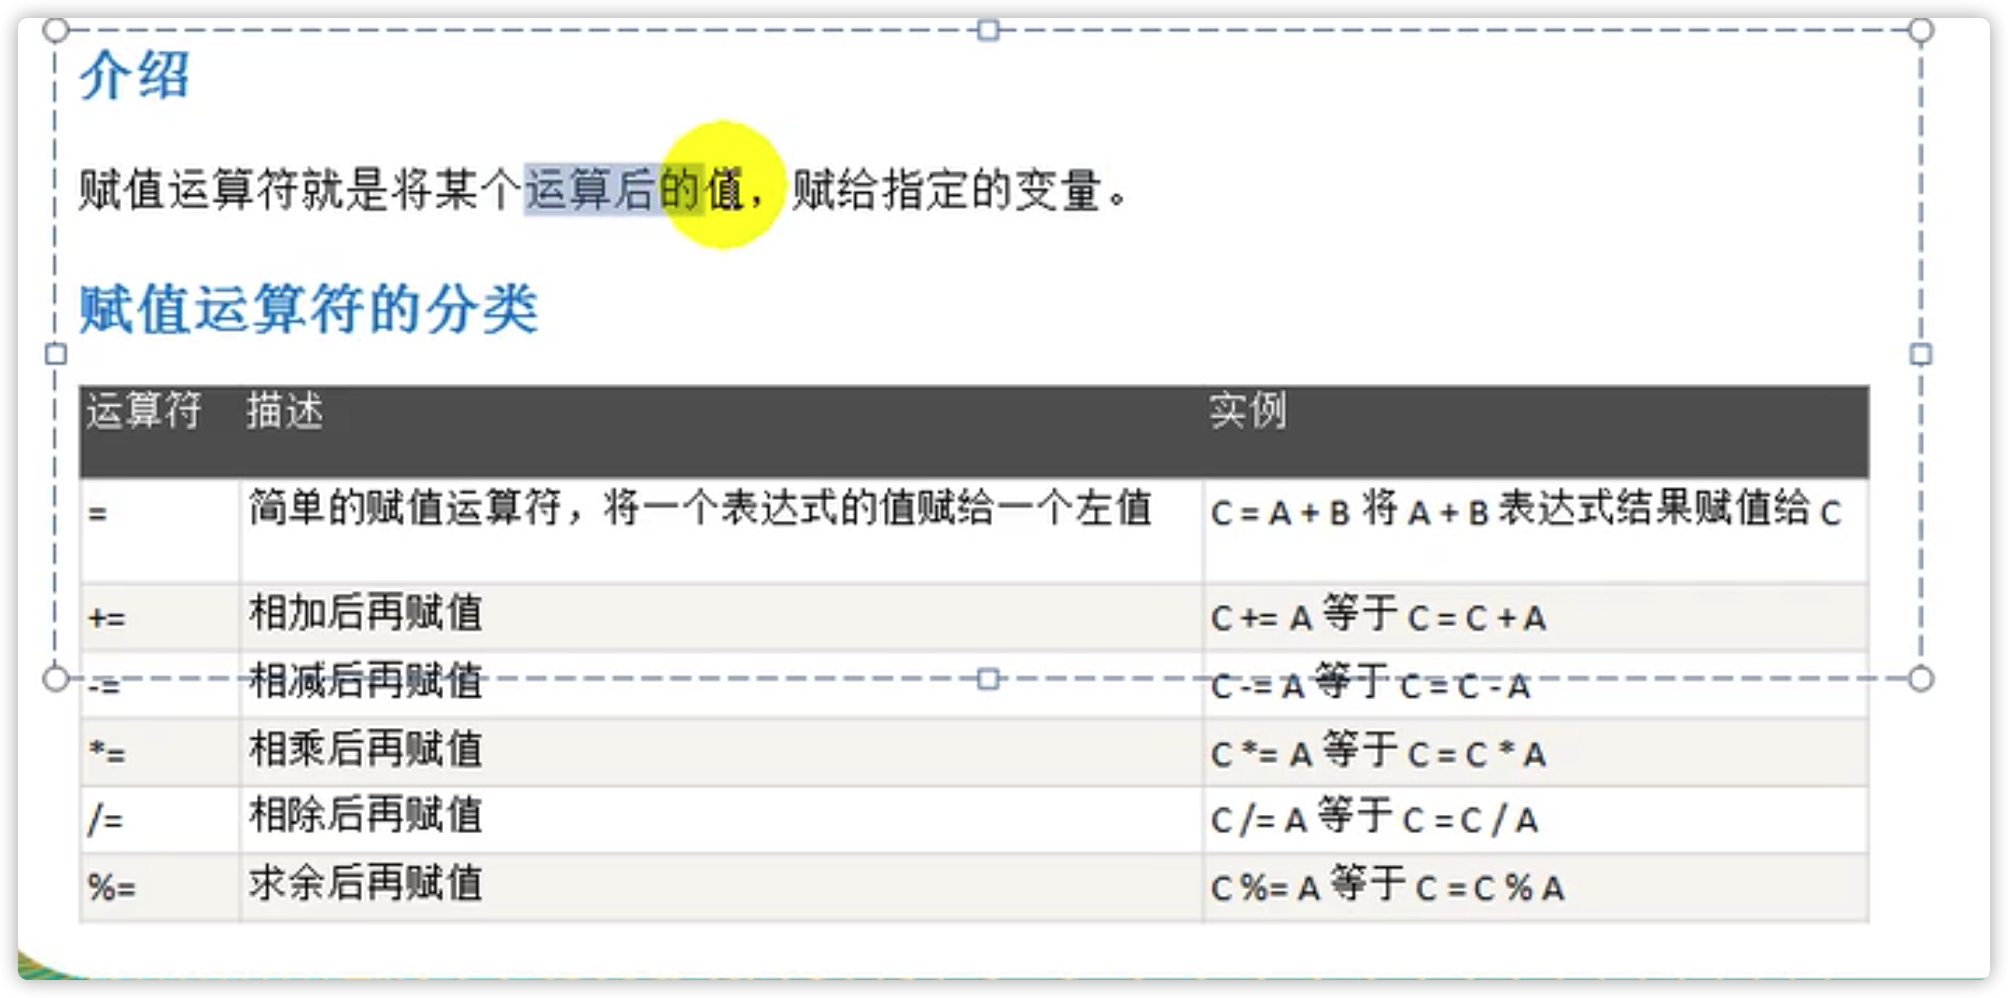 介绍
赋值运算符就是将某个运算后的值，赋给指定的变量。
赋值运算符的分类
运算符 描述 实例
= 简单的赋值运算符，将一个表达式的值赋给一个左值 C = A + B 将 A + B 表达式结果赋值给 C
+= 相加后再赋值 C += A 等于 C = C + A
-= 相减后再赋值 C -= A 等于 C = C - A
*= 相乘后再赋值 C *= A 等于 C = C * A
/= 相除后再赋值 C /= A 等于 C = C / A
%= 求余后再赋值 C %= A 等于 C = C % A